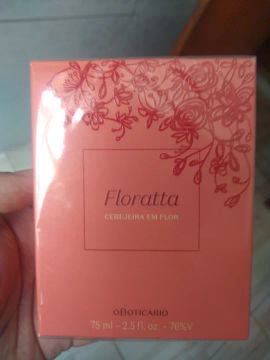 Floratta
CEREJEIRA EM FLOR
oBOTICÁRIO
75 ml - 2.5 fl. oz. - 76%V